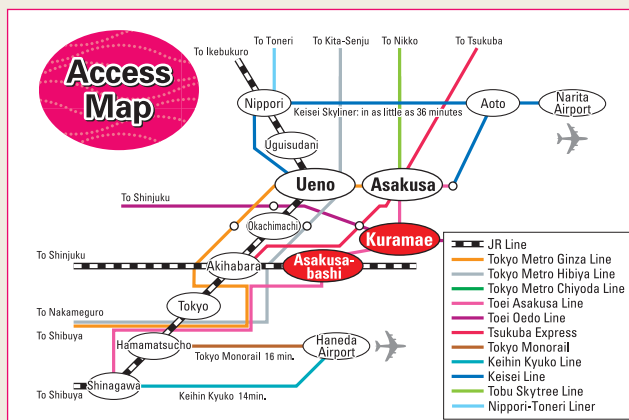 Access
Map
To Ikebukuro
To Toneri
To Kita-Senju
To Nikko
To Tsukuba
Nippori
Aoto
Narita
Airport
Keisei Skyliner: in as little as 36 minutes
Uguisudani
Ueno
Asakusa
To Shinjuku
Okachimachi
Kuramae
To Shinjuku
Akihabara
Asakusa-
bashi
Tokyo
To Nakameguro
To Shibuya
Hamamatsucho
Haneda
Airport
Tokyo Monorail 16 min.
To Shibuya
Shinagawa
Keihin Kyuko 14min.
JR Line
Tokyo Metro Ginza Line
Tokyo Metro Hibiya Line
Tokyo Metro Chiyoda Line
Toei Asakusa Line
Toei Oedo Line
Tsukuba Express
Tokyo Monorail
Keihin Kyuko Line
Keisei Line
Tobu Skytree Line
Nippori-Toneri Liner